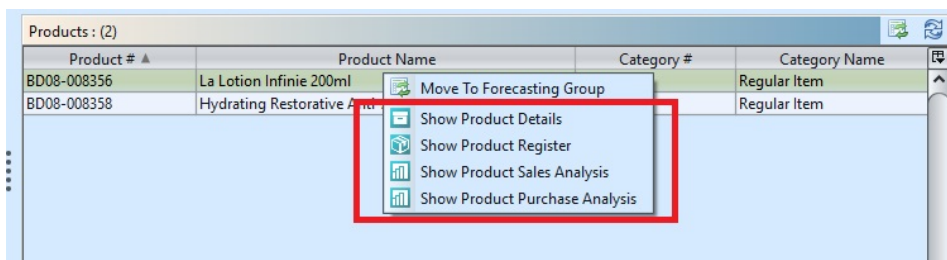 Products : (2)
Product # Product Name Category # Category Name
BD08-008356 La Lotion Infinie 200ml Regular Item
BD08-008358 Hydrating Restorative Regular Item
Move To Forecasting Group
Show Product Details
Show Product Register
Show Product Sales Analysis
Show Product Purchase Analysis